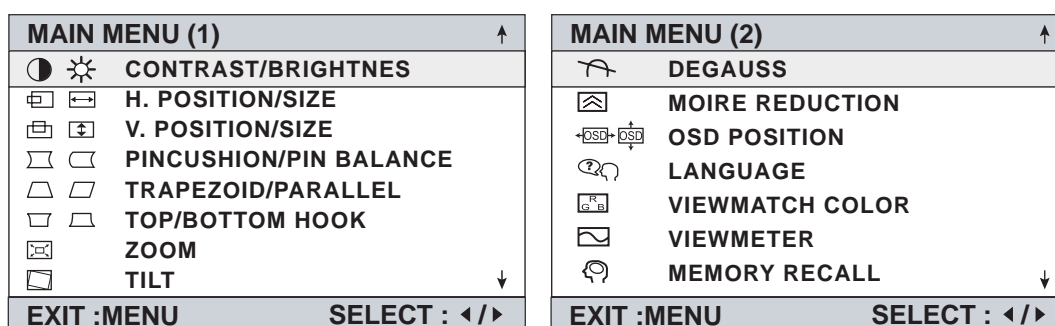 MAIN MENU (1)
CONTRAST/BRIGHTNES
H. POSITION/SIZE
V. POSITION/SIZE
PINCUSHION/PIN BALANCE
TRAPEZOID/PARALLEL
TOP/BOTTOM HOOK
ZOOM
TILT
EXIT :MENU SELECT : /
MAIN MENU (2)
DEGAUSS
MOIRE REDUCTION
OSD OSD OSD POSITION
? LANGUAGE
R G B VIEWMATCH COLOR
VIEWMETER
MEMORY RECALL
EXIT :MENU SELECT : /